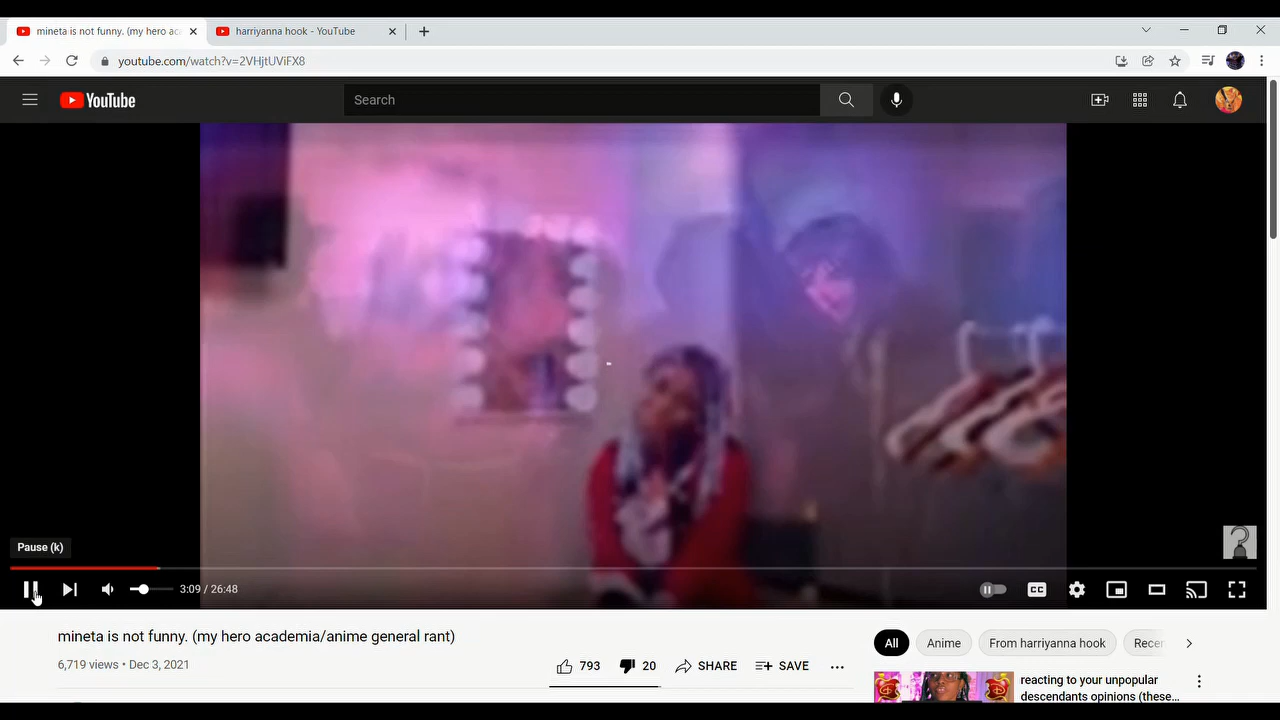 mineta is not funny. (my hero ac
harriyanna hook - YouTube
youtube.com/watch?v=2VHjtUViFX8
YouTube
Search
Pause (k)
3:09 / 26:48
CC
mineta is not funny. (my hero academia/anime general rant)
6,719 views • Dec 3, 2021
793
20
SHARE
SAVE
All
Anime
From harriyanna hook
Recen
reacting to your unpopular
descendants opinions (these...